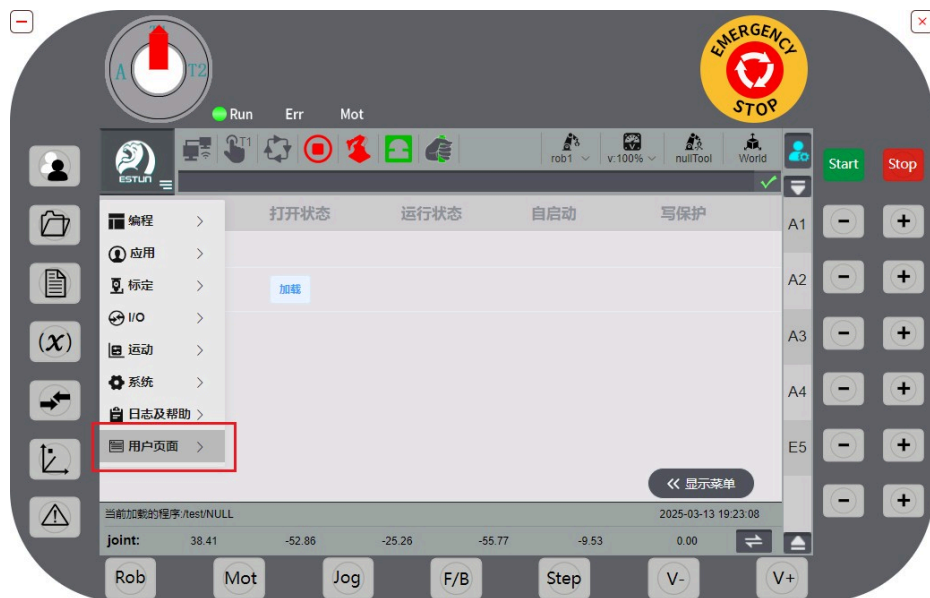 EMERGENCY
STOP
A
T2
Run Err Mot
ESTUN
T1
rob1 v:100% nullTool World
Start Stop
打开状态 运行状态 自启动 写保护
编程
应用
标定
加载
I/O
运动
系统
日志及帮助
用户页面
(x)
A1
A2
A3
A4
E5
显示菜单
当前加载的程序:/test/NULL 2025-03-13 19:23:08
joint: 38.41 -52.86 -25.26 -55.77 -9.53 0.00
Rob Mot Jog F/B Step V- V+